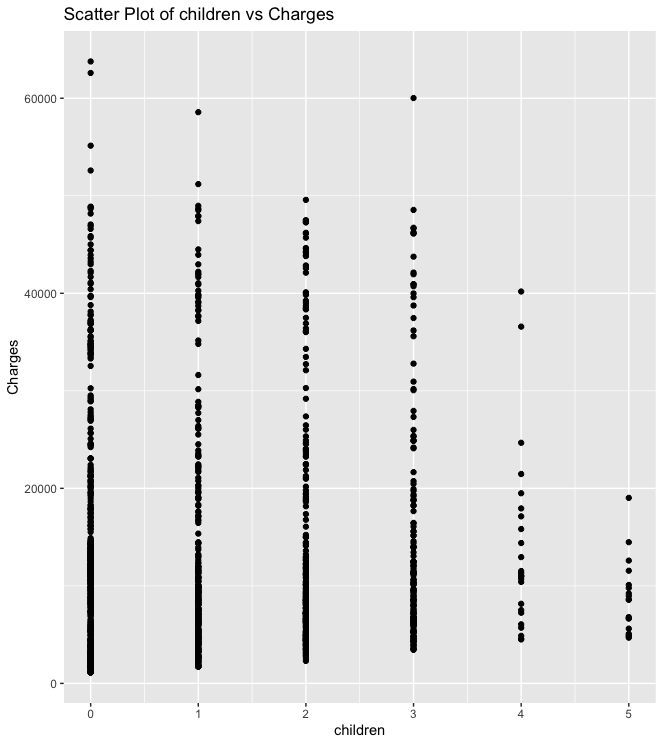 Scatter Plot of children vs Charges
60000
40000
Charges
20000
0
0 1 2 3 4 5
children